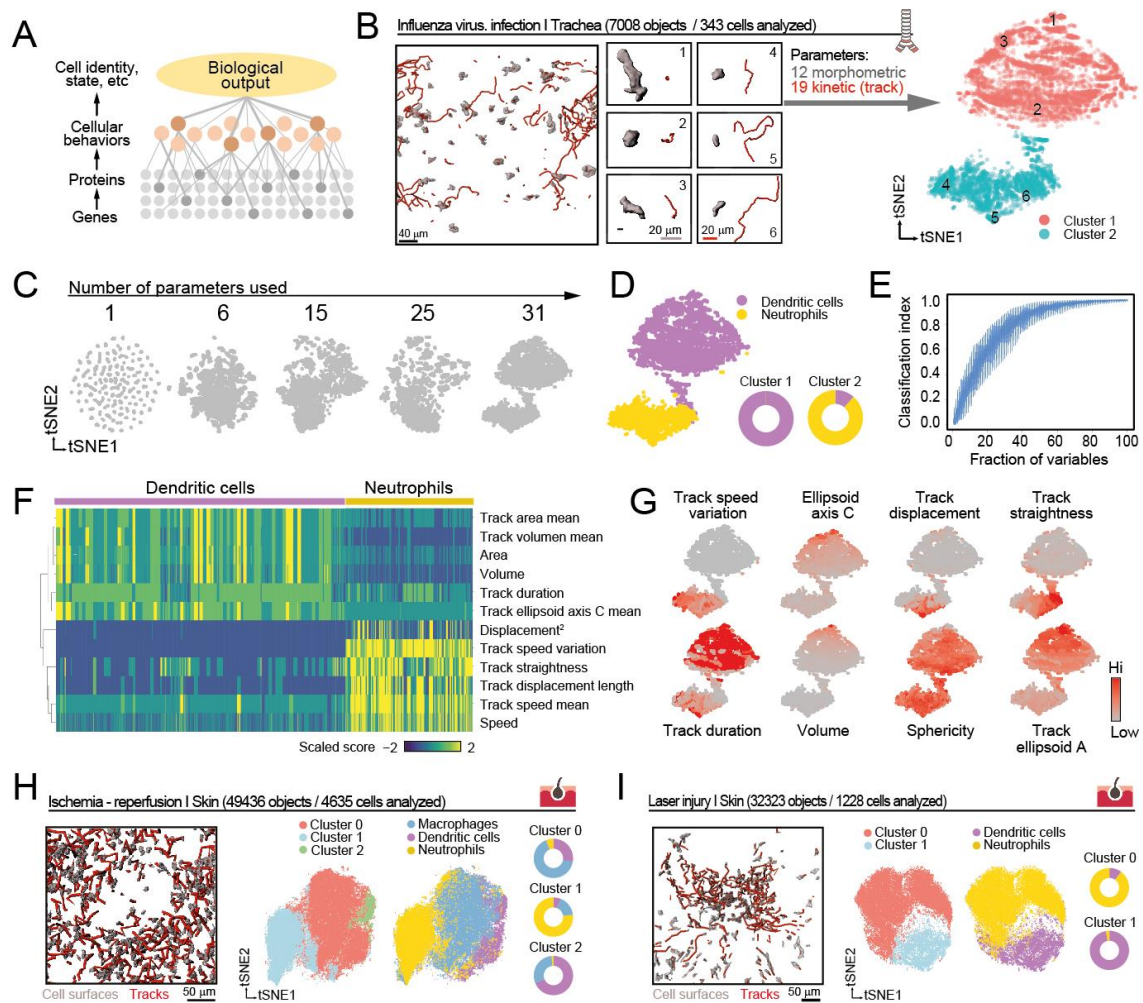 A
Cell identity,
state, etc
Cellular
behaviors
Proteins
Genes
Biological
output
B
Influenza virus. infection I Trachea (7008 objects / 343 cells analyzed)
40 µm
1
2
3
4
5
6
20 µm
20 µm
Parameters:
12 morphometric
19 kinetic (track)
1
3
2
4
6
5
tSNE2
tSNE1
Cluster 1
Cluster 2
C
Number of parameters used
1 6 15 25 31
tSNE2
tSNE1
D
Dendritic cells
Neutrophils
Cluster 1
Cluster 2
E
Classification index
1.0
0.8
0.6
0.4
0.2
0.0
20 40 60 80 100
Fraction of variables
F
Dendritic cells Neutrophils
Track area mean
Track volumen mean
Area
Volume
Track duration
Track ellipsoid axis C mean
Displacement²
Track speed variation
Track straightness
Track displacement length
Track speed mean
Speed
Scaled score −2 2
G
Track speed
variation
Ellipsoid
axis C
Track
displacement
Track
straightness
Track duration
Volume
Sphericity
Track
ellipsoid A
Hi
Low
H
Ischemia - reperfusion I Skin (49436 objects / 4635 cells analyzed)
Cell surfaces Tracks 50 µm
tSNE2
tSNE1
Cluster 0
Cluster 1
Cluster 2
Macrophages
Dendritic cells
Neutrophils
Cluster 0
Cluster 1
Cluster 2
I
Laser injury I Skin (32323 objects / 1228 cells analyzed)
Cell surfaces Tracks 50 µm
tSNE2
tSNE1
Cluster 0
Cluster 1
Dendritic cells
Neutrophils
Cluster 0
Cluster 1